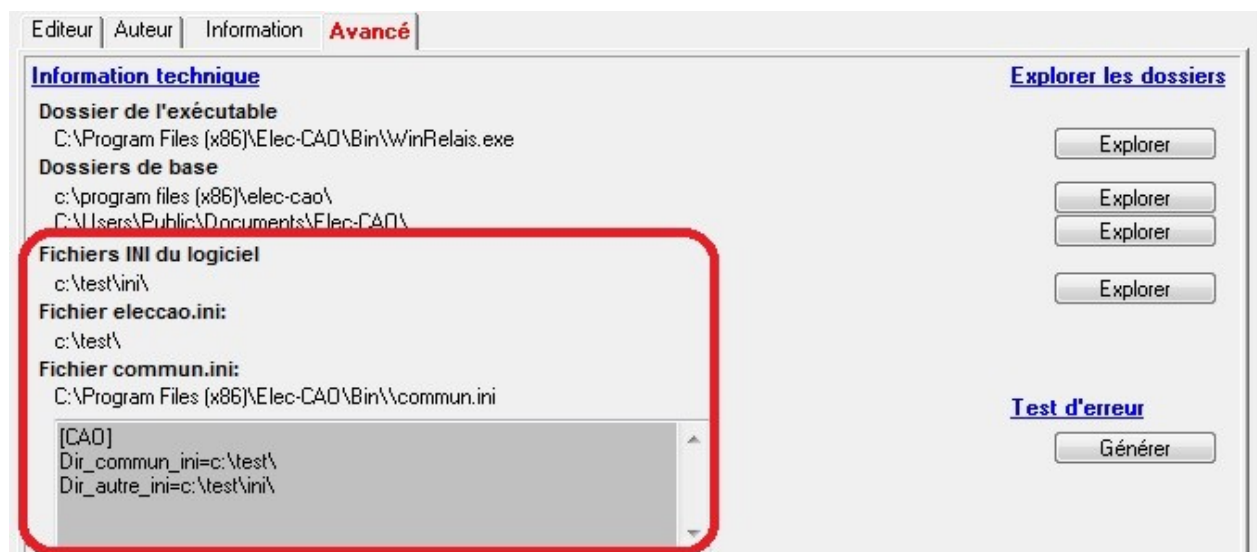 Editeur Auteur Information Avancé
Information technique Explorer les dossiers
Dossier de l'exécutable
C:\Program Files (x86)\Elec-CAO\Bin\\WinRelais.exe Explorer
Dossiers de base
c:\program files (x86)\elec-cao\ Explorer
C:\Users\Public\Documents\Elec-CAO\ Explorer
Fichiers INI du logiciel
c:\test\ini\ Explorer
Fichier eleccao.ini:
c:\test\
Fichier commun.ini:
C:\Program Files (x86)\Elec-CAO\Bin\\commun.ini
Test d'erreur
[CAO] Générer
Dir_commun_ini=c:\test\
Dir_autre_ini=c:\test\ini\